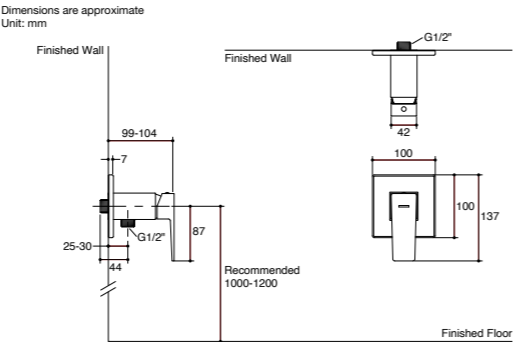 Dimensions are approximate
Unit: mm
Finished Wall
99-104
7
87
G1/2"
25-30
44
Recommended
1000-1200
Finished Wall
G1/2"
42
100
100
137
Finished Floor